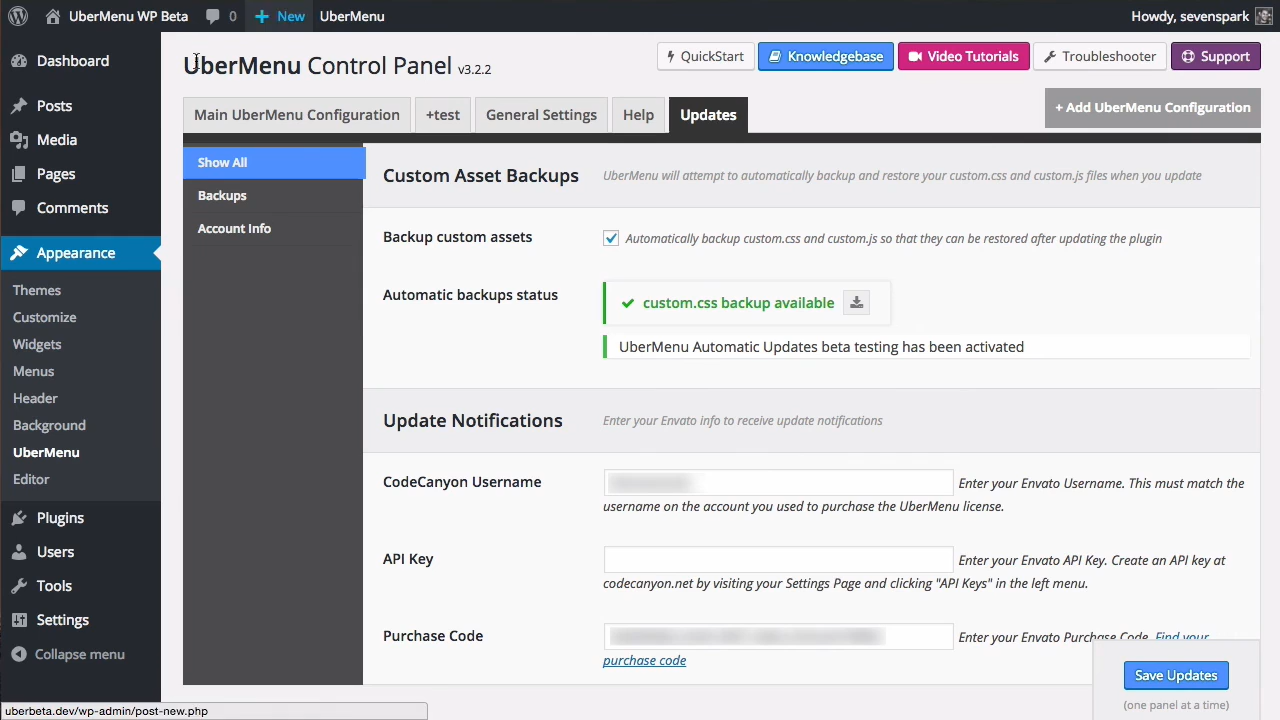 UberMenu WP Beta
0
New
UberMenu
Howdy, sevenspark
Dashboard
Posts
Media
Pages
Comments
Appearance
Themes
Customize
Widgets
Menus
Header
Background
UberMenu
Editor
Plugins
Users
Tools
Settings
Collapse menu
UberMenu Control Panel v3.2.2
QuickStart
Knowledgebase
Video Tutorials
Troubleshooter
Support
Main UberMenu Configuration
+test
General Settings
Help
Updates
+ Add UberMenu Configuration
Show All
Backups
Account Info
Custom Asset Backups
UberMenu will attempt to automatically backup and restore your custom.css and custom.js files when you update
Backup custom assets
Automatically backup custom.css and custom.js so that they can be restored after updating the plugin
Automatic backups status
custom.css backup available
UberMenu Automatic Updates beta testing has been activated
Update Notifications
Enter your Envato info to receive update notifications
CodeCanyon Username
Enter your Envato Username. This must match the
username on the account you used to purchase the UberMenu license.
API Key
Enter your Envato API Key. Create an API key at
codecanyon.net by visiting your Settings Page and clicking "API Keys" in the left menu.
Purchase Code
Enter your Envato Purchase Code. Find your
purchase code
Save Updates
(one panel at a time)
uberbeta.dev/wp-admin/post-new.php